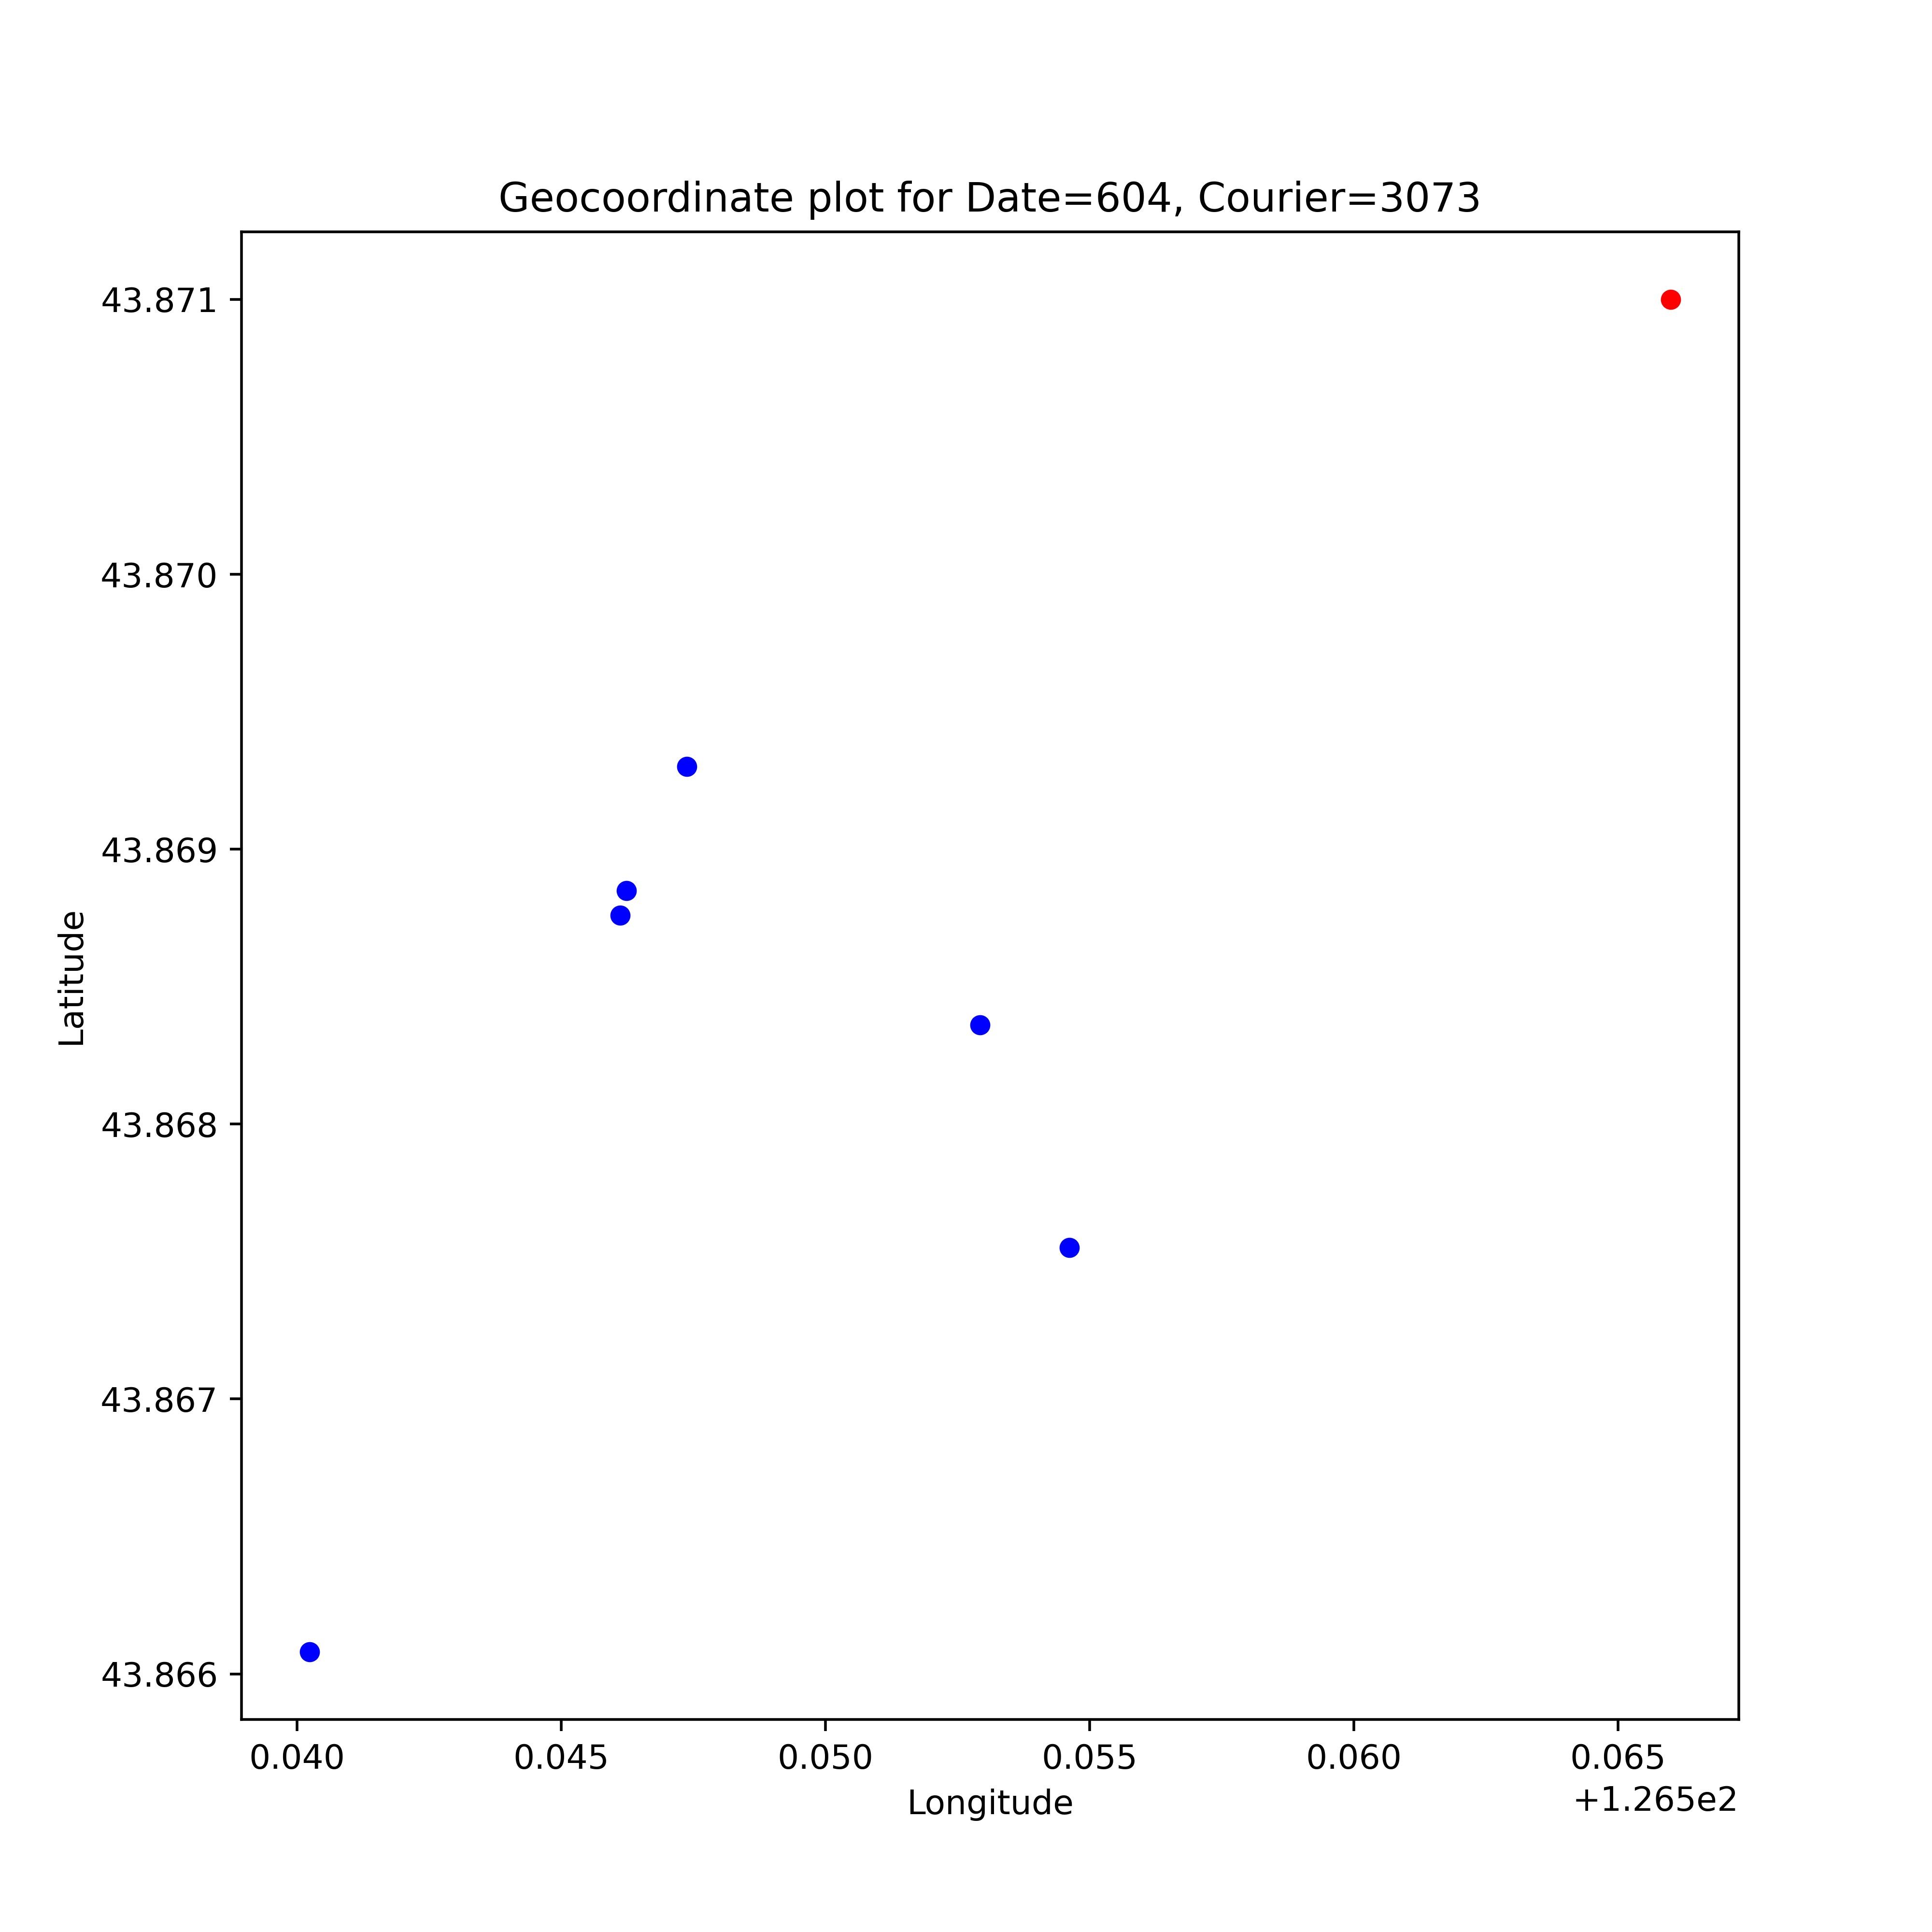 Geocoordinate plot for Date=604, Courier=3073
43.871
43.870
43.869
43.868
43.867
43.866
Latitude
0.040 0.045 0.050 0.055 0.060 0.065
+1.265e2
Longitude